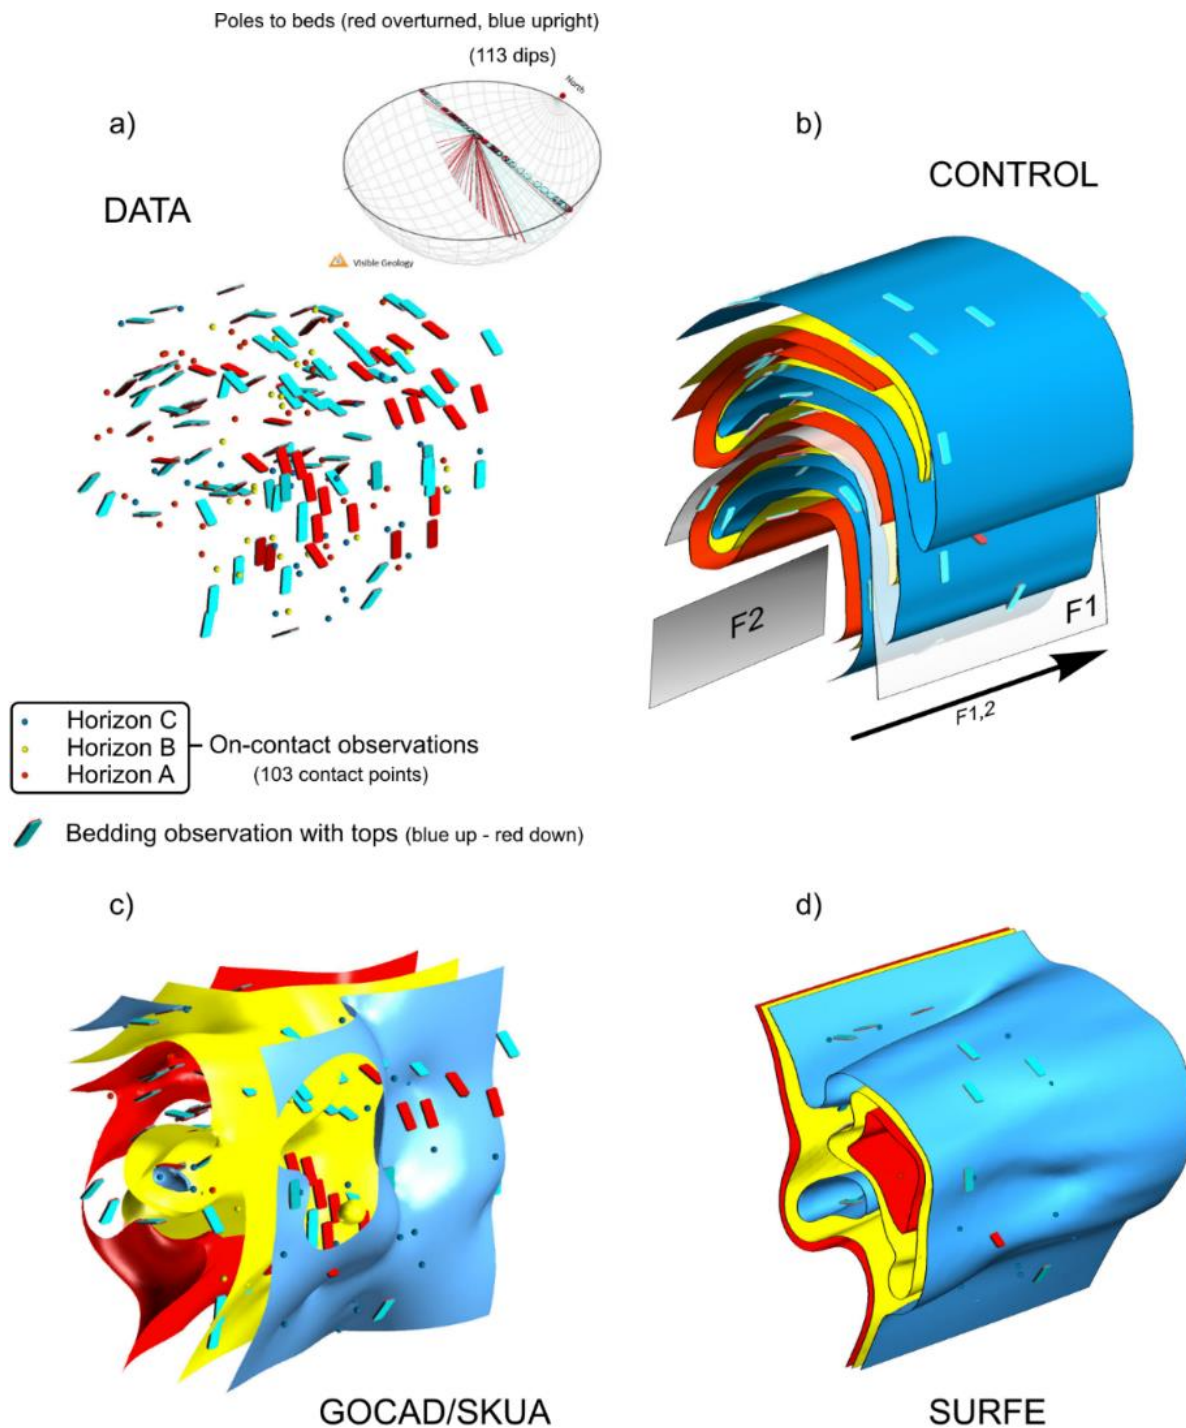 Poles to beds (red overturned, blue upright)
(113 dips)
North
a)
b)
DATA
CONTROL
Visible Geology
F2
F1
F1,2
Horizon C
Horizon B
Horizon A
On-contact observations
(103 contact points)
Bedding observation with tops (blue up - red down)
c)
d)
GOCAD/SKUA
SURFE